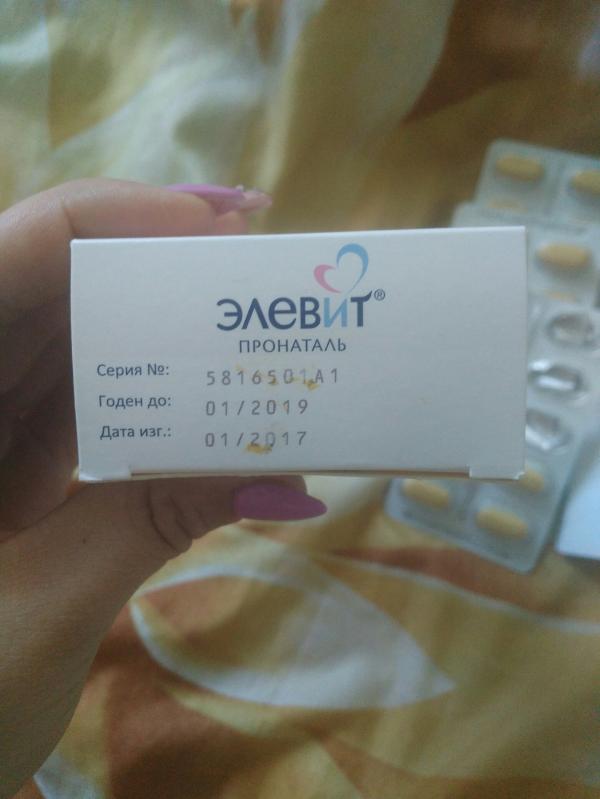 элевит®
ПРОНАТАЛЬ
Серия №: 5816501A1
Годен до: 01/2019
Дата изг.: 01/2017